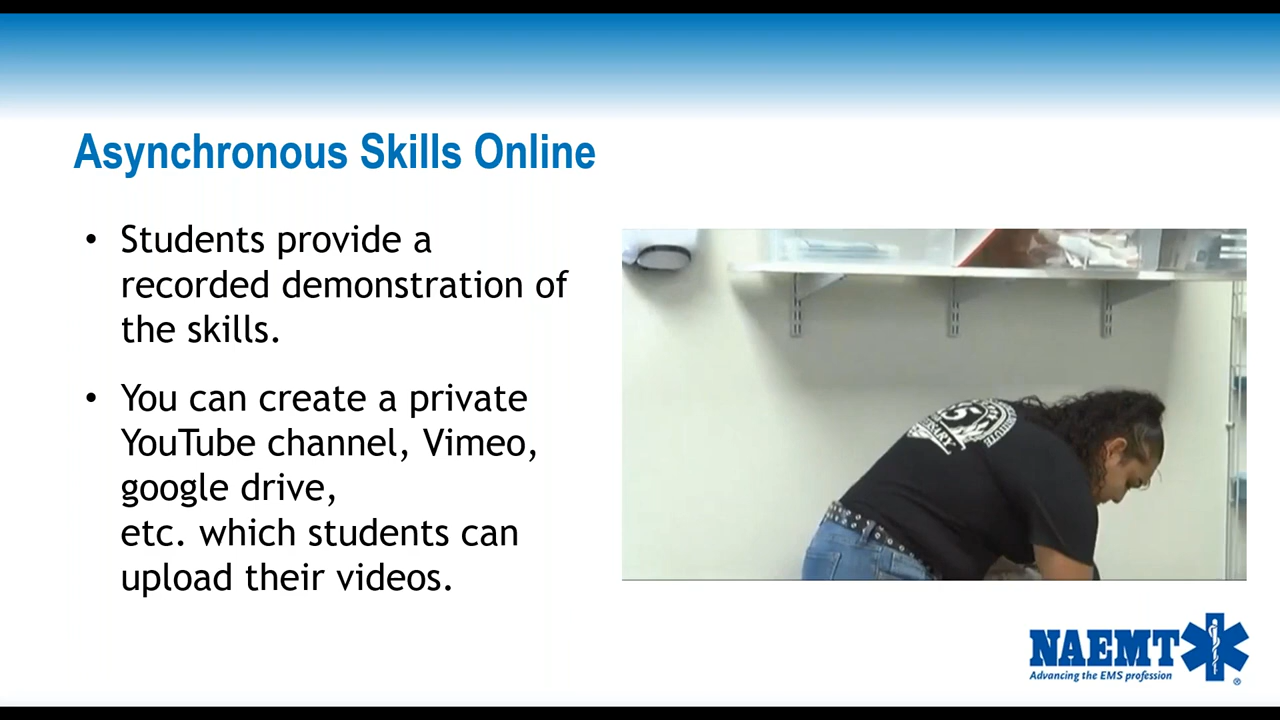 Asynchronous Skills Online
• Students provide a
recorded demonstration of
the skills.
• You can create a private
YouTube channel, Vimeo,
google drive,
etc. which students can
upload their videos.
NAEMT
Advancing the EMS profession
®